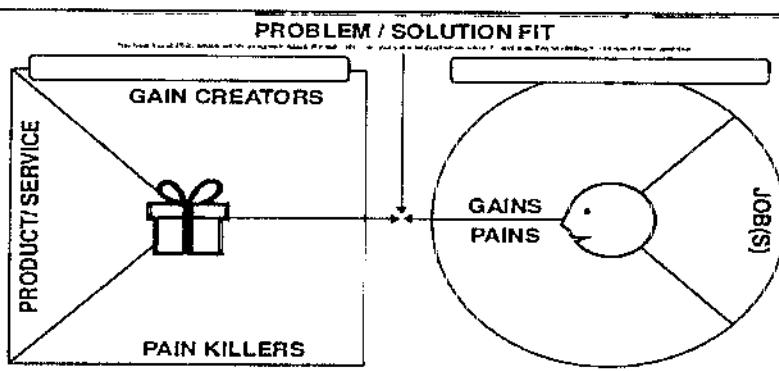 PROBLEM / SOLUTION FIT
GAIN CREATORS
PRODUCT/SERVICE
PAIN KILLERS
GAINS
PAINS
JOB(S)